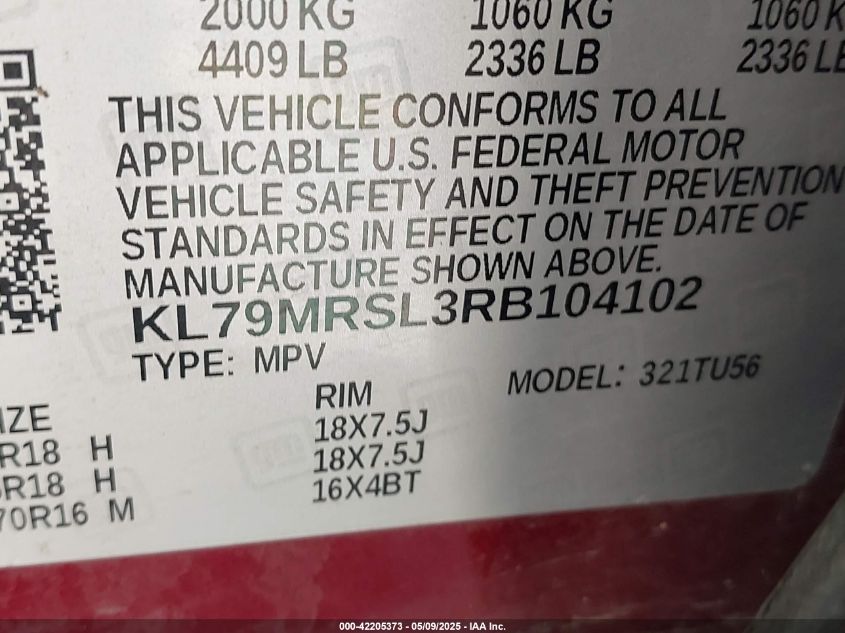 2000 KG 1060 KG 1060 K
4409 LB 2336 LB 2336 LB
THIS VEHICLE CONFORMS TO ALL
APPLICABLE U.S. FEDERAL MOTOR
VEHICLE SAFETY AND THEFT PREVENTION
STANDARDS IN EFFECT ON THE DATE OF
MANUFACTURE SHOWN ABOVE.
KL79MRSL3RB104102
TYPE: MPV MODEL: 321TU56
IZE RIM
R18 H 18X7.5J
R18 H 18X7.5J
70R16 M 16X4BT
000-42205373 - 05/09/2025 - IAA Inc.